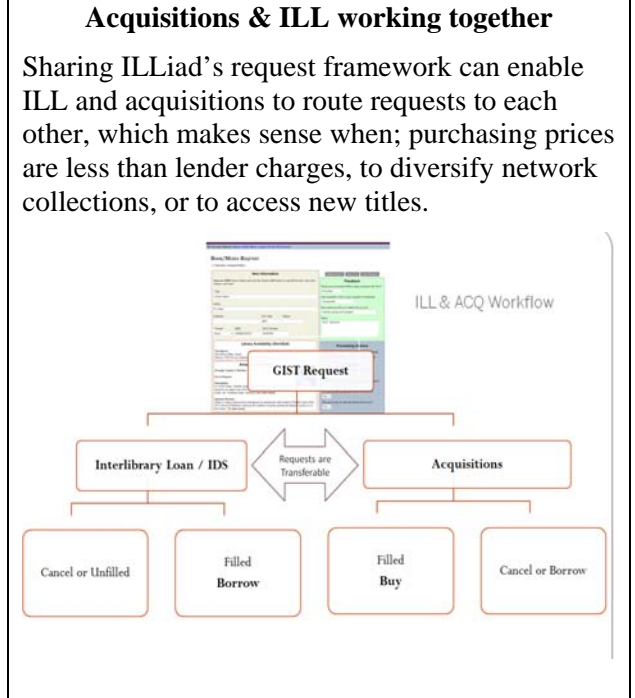 Acquisitions & ILL working together
Sharing ILLiad's request framework can enable
ILL and acquisitions to route requests to each
other, which makes sense when; purchasing prices
are less than lender charges, to diversify network
collections, or to access new titles.
ILL & ACQ Workflow
GIST Request
Interlibrary Loan / IDS
Requests are
Transferable
Acquisitions
Cancel or Unfilled
Filled
Borrow
Filled
Buy
Cancel or Borrow